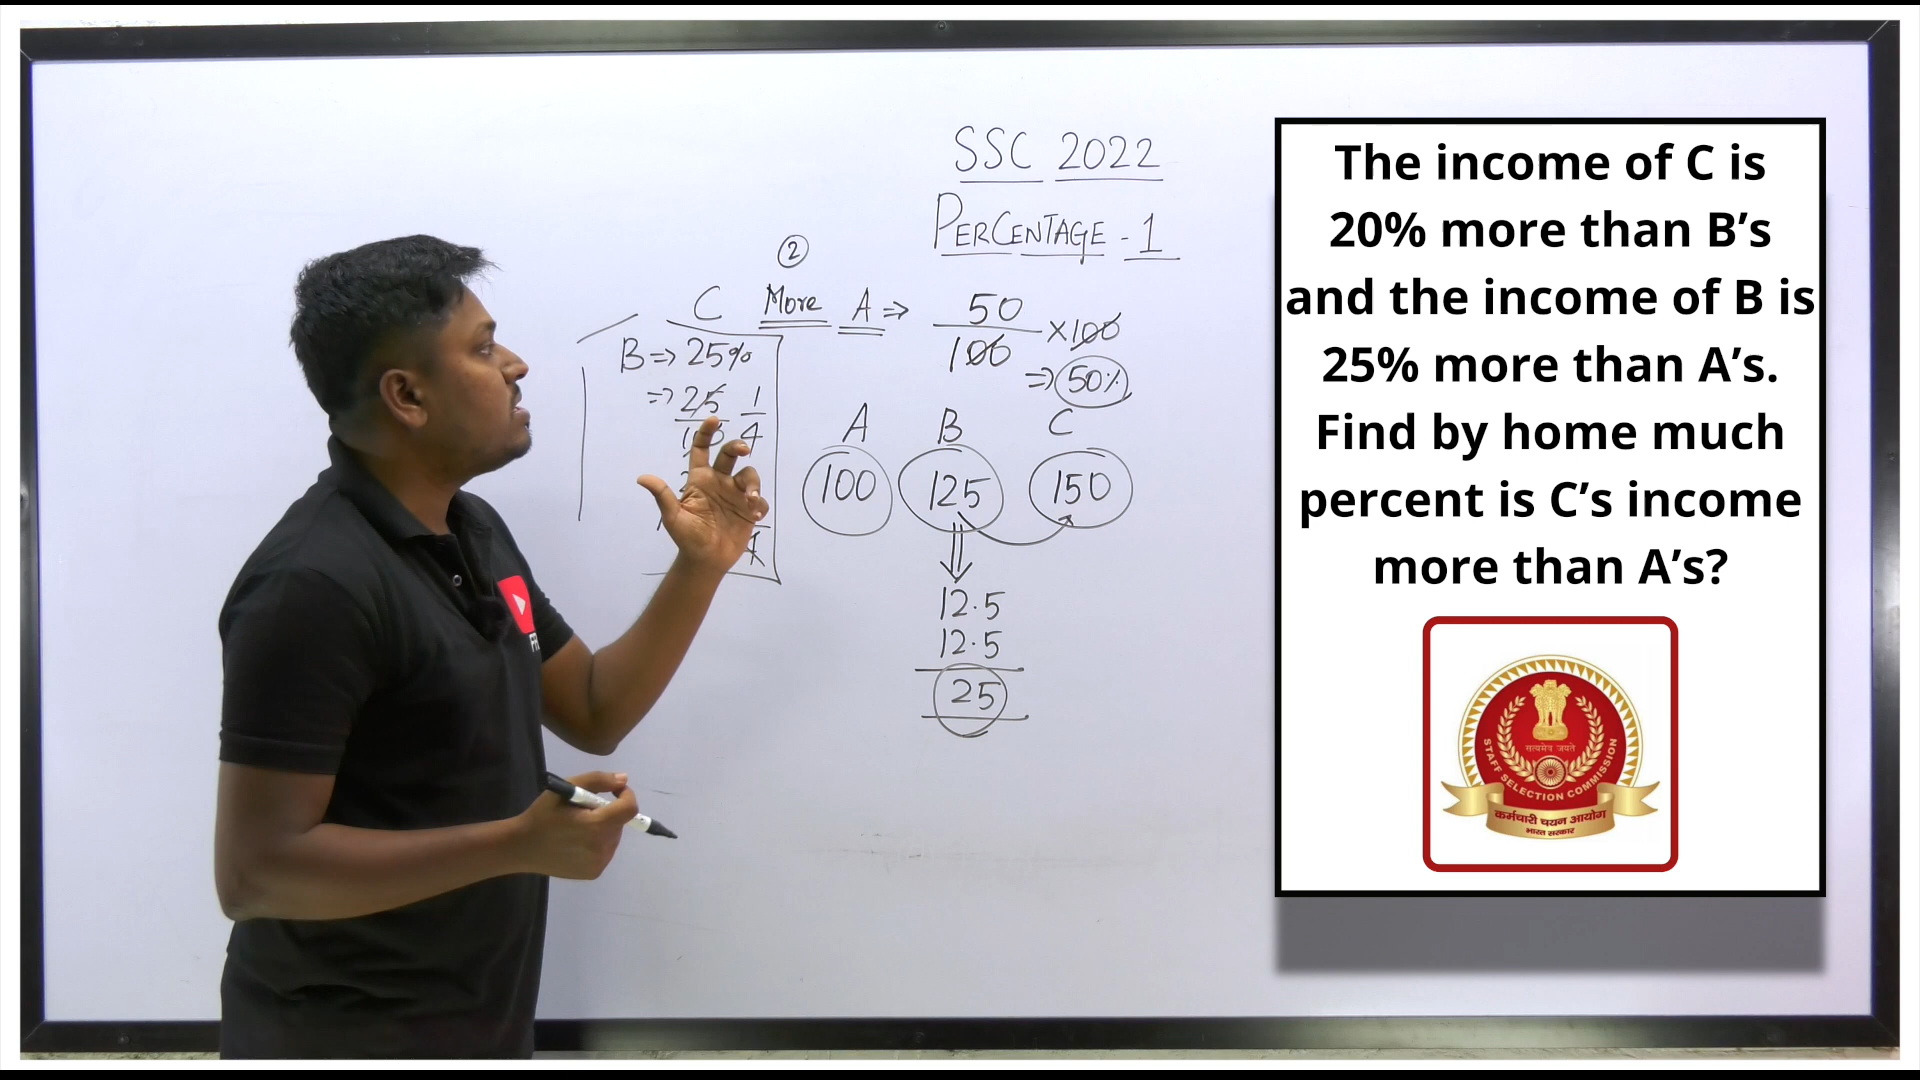 SSC 2022
PERCENTAGE - 1
2
C More A ⇒ 50/100 ×100
⇒ 50%
B ⇒ 25%
⇒ 25/100 1/4
A B C
100 125 150
12.5
12.5
25
The income of C is
20% more than B’s
and the income of B is
25% more than A’s.
Find by home much
percent is C’s income
more than A’s?
सत्यमेव जयते
STAFF SELECTION COMMISSION
कर्मचारी चयन आयोग
भारत सरकार